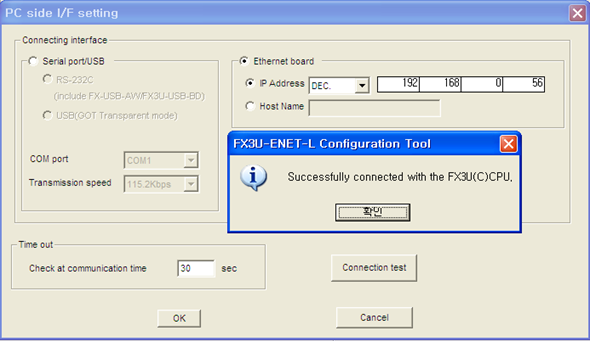 PC side I/F setting
Connecting interface
Serial port/USB
RS-232C
(include FX-USB-AW/FX3U-USB-BD)
USB(GOT Transparent mode)
COM port
COM1
Transmission speed
115.2Kbps
Ethernet board
IP Address
DEC.
192
168
0
56
Host Name
FX3U-ENET-L Configuration Tool
Successfully connected with the FX3U(C)CPU.
확인
Time out
Check at communication time
30
sec
Connection test
OK
Cancel